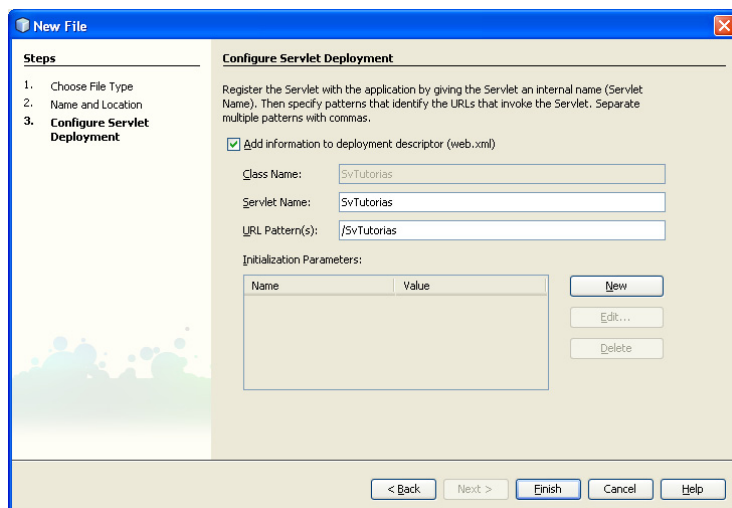 New File
Steps
1. Choose File Type
2. Name and Location
3. Configure Servlet
Deployment
Configure Servlet Deployment
Register the Servlet with the application by giving the Servlet an internal name (Servlet
Name). Then specify patterns that identify the URLs that invoke the Servlet. Separate
multiple patterns with commas.
Add information to deployment descriptor (web.xml)
Class Name: SvTutorias
Servlet Name: SvTutorias
URL Pattern(s): /SvTutorias
Initialization Parameters:
Name Value
New
Edit...
Delete
< Back Next > Finish Cancel Help